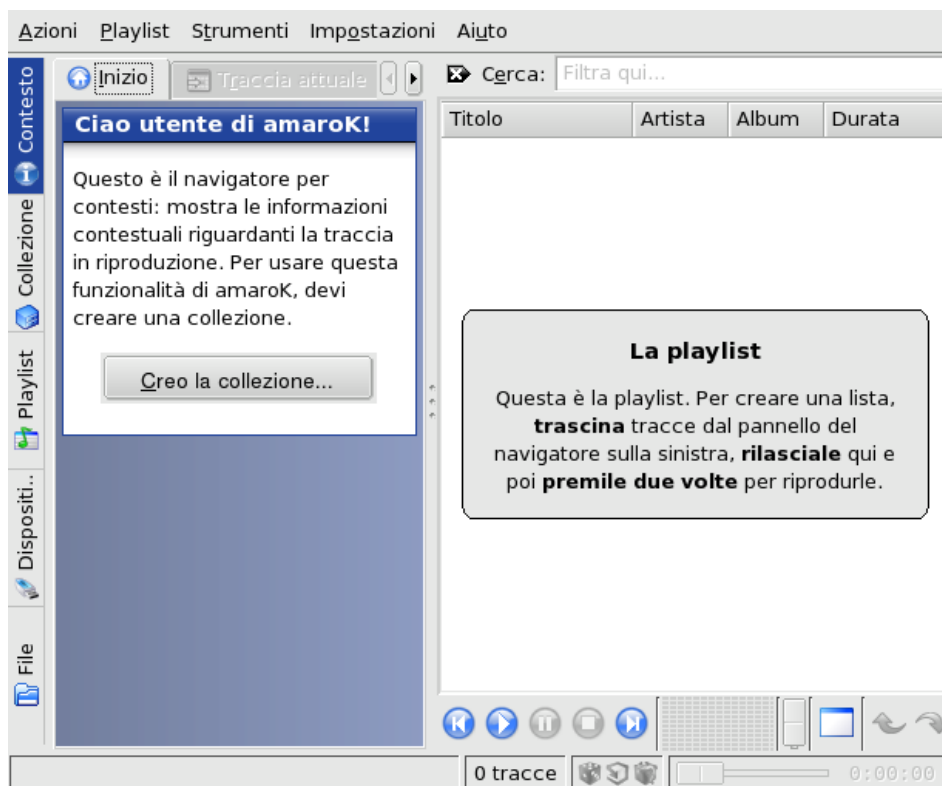 Azioni Playlist Strumenti Impostazioni Aiuto
Contesto
Collezione
Playlist
Dispositi..
File
Inizio
Traccia attuale
Ciao utente di amaroK!
Questo è il navigatore per
contesti: mostra le informazioni
contestuali riguardanti la traccia
in riproduzione. Per usare questa
funzionalità di amaroK, devi
creare una collezione.
Creo la collezione...
Cerca: Filtra qui...
Titolo Artista Album Durata
La playlist
Questa è la playlist. Per creare una lista,
trascina tracce dal pannello del
navigatore sulla sinistra, rilasciale qui e
poi premile due volte per riprodurle.
0 tracce
0:00:00